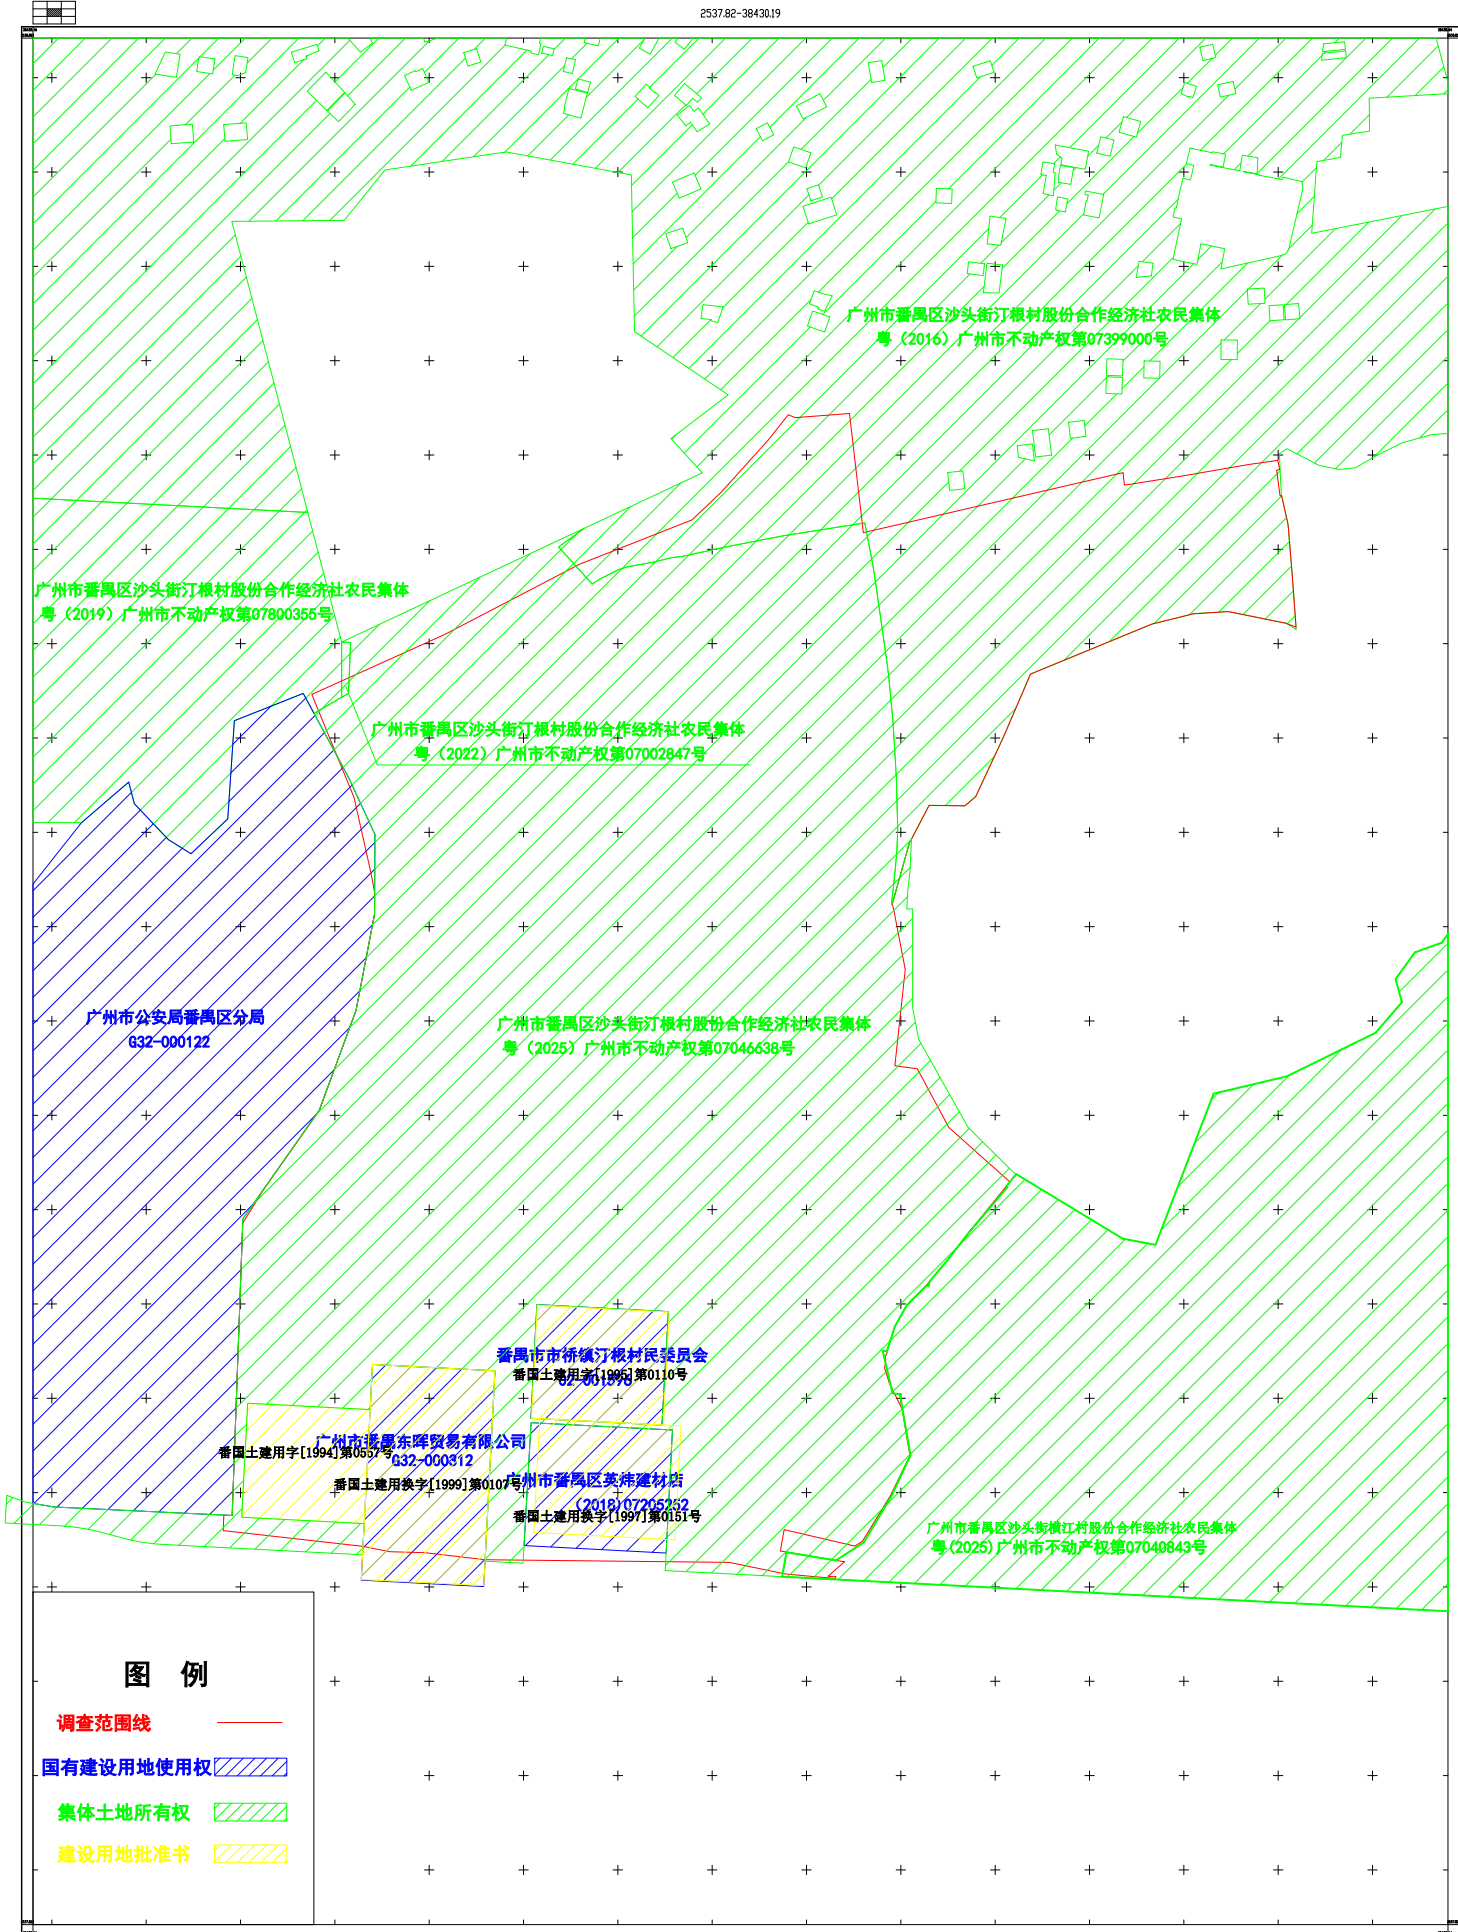 2537.82-38430.19
广州市番禺区沙头街汀根村股份合作经济社农民集体
粤（2016）广州市不动产权第07399000号
广州市番禺区沙头街汀根村股份合作经济社农民集体
粤（2019）广州市不动产权第07800355号
广州市番禺区沙头街汀根村股份合作经济社农民集体
粤（2022）广州市不动产权第07002847号
广州市公安局番禺区分局
G32-000122
广州市番禺区沙头街汀根村股份合作经济社农民集体
粤（2025）广州市不动产权第07046638号
番禺市市桥镇汀根村民委员会
番国土建用字[1995]第0110号
广州市番禺东晖贸易有限公司
番国土建用字[1994]第0557号
G32-000312
番国土建用换字[1999]第0107号
广州市番禺区英炜建材店
(2018)07205252
番国土建用换字[1997]第0151号
广州市番禺区沙头街横江村股份合作经济社农民集体
粤(2025)广州市不动产权第07040843号
图 例
调查范围线
国有建设用地使用权
集体土地所有权
建设用地批准书